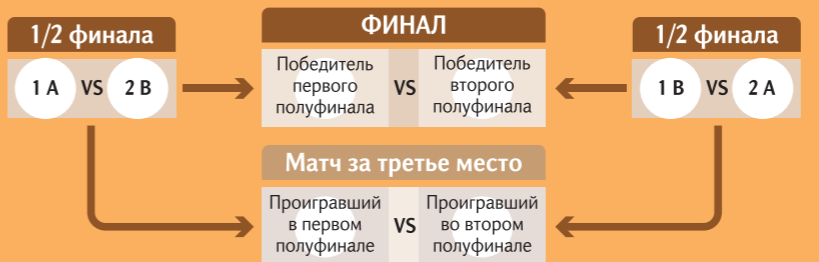 1/2 финала
1 A VS 2 B
ФИНАЛ
Победитель
первого
полуфинала
VS
Победитель
второго
полуфинала
1/2 финала
1 B VS 2 A
Матч за третье место
Проигравший
в первом
полуфинале
VS
Проигравший
во втором
полуфинале